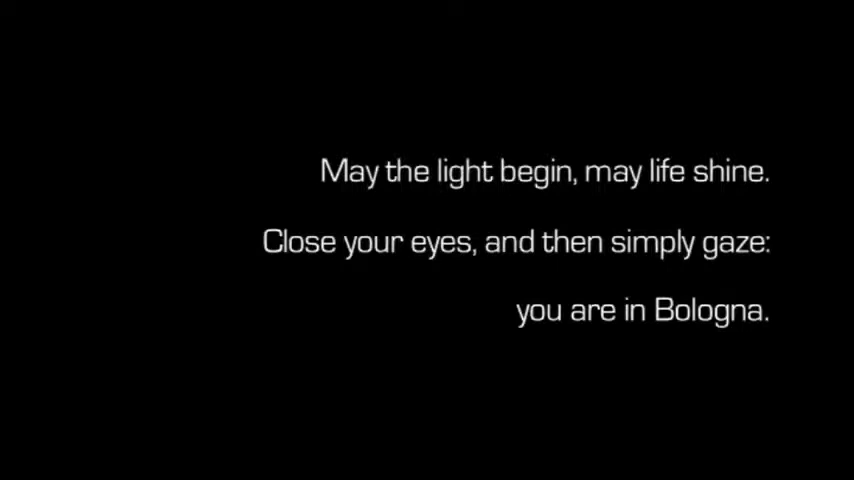 May the light begin, may life shine.
Close your eyes, and then simply gaze:
you are in Bologna.